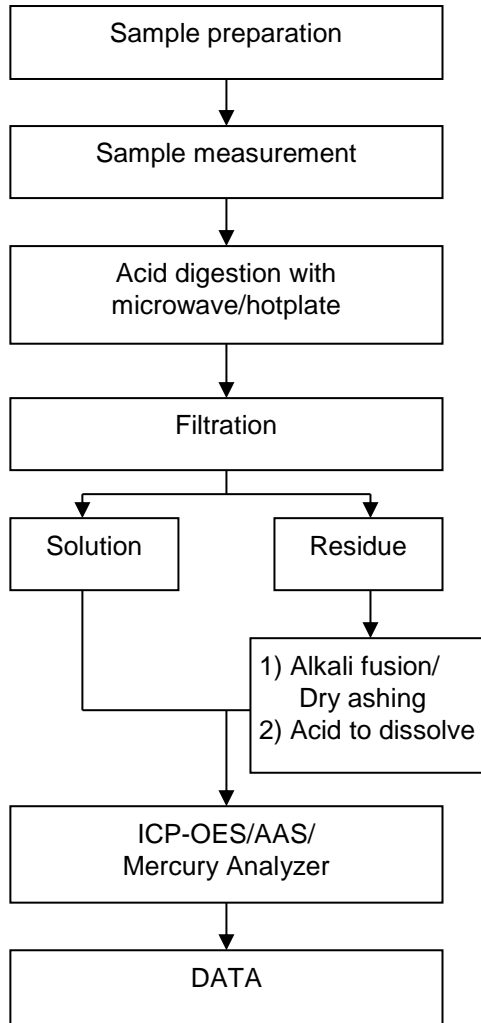 Sample preparation
Sample measurement
Acid digestion with
microwave/hotplate
Filtration
Solution
Residue
1) Alkali fusion/
Dry ashing
2) Acid to dissolve
ICP-OES/AAS/
Mercury Analyzer
DATA